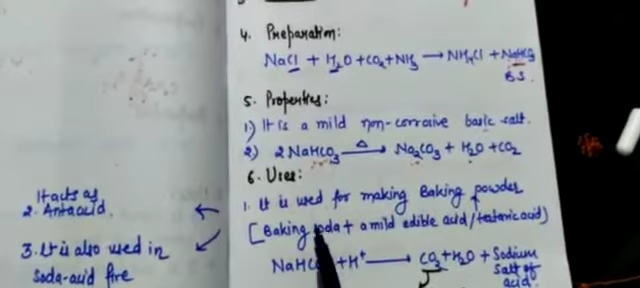 4. Preparation:
NaCl + H₂O + CO₂ + NH₃ → NH₄Cl + NaHCO₃
B.S.
5. Properties:
1) It is a mild non-corrosive basic salt.
2) 2 NaHCO₃ —Δ→ Na₂CO₃ + H₂O + CO₂
6. Uses:
1. It is used for making Baking powder
[Baking soda + a mild edible acid/tartaric acid)
NaHCO + H⁺ → CO₂ + H₂O + Sodium
salt of
acid.
It acts as
2. Antacid.
3. It is also used in
soda-acid fire